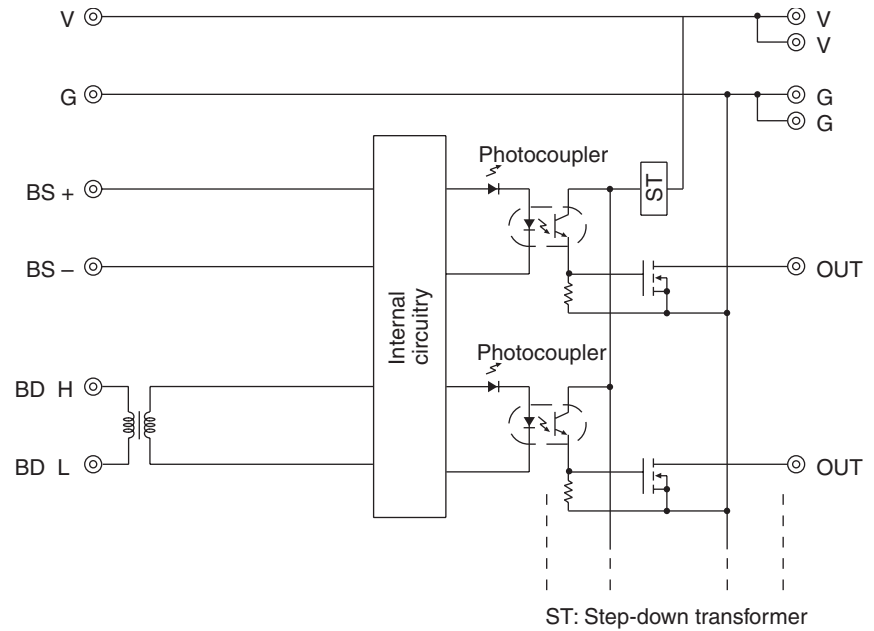 V
V
V
G
G
G
Photocoupler
BS +
ST
BS –
OUT
Internal
circuitry
Photocoupler
BD H
BD L
OUT
ST: Step-down transformer